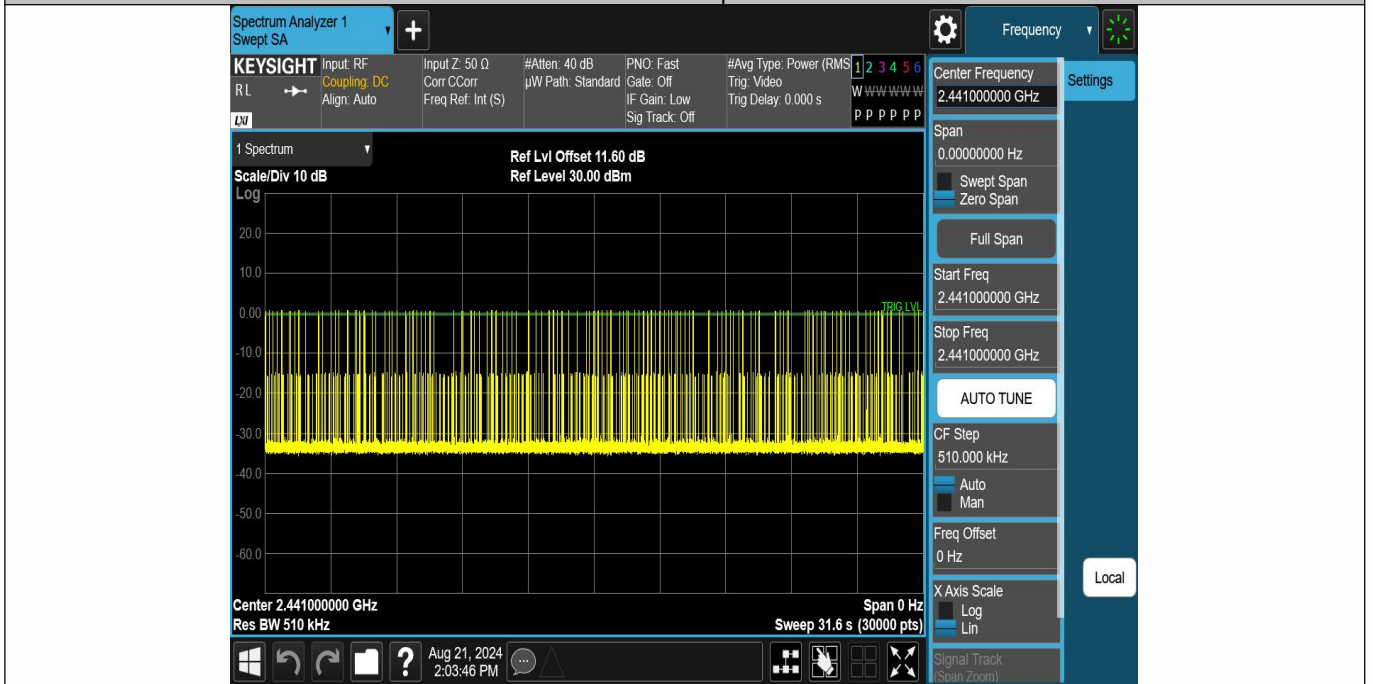 Spectrum Analyzer 1
Swept SA
Frequency
KEYSIGHT
RL
LXI
Input: RF
Coupling: DC
Align: Auto
Input Z: 50 Ω
Corr CCorr
Freq Ref: Int (S)
#Atten: 40 dB
µW Path: Standard
PNO: Fast
Gate: Off
IF Gain: Low
Sig Track: Off
#Avg Type: Power (RMS
Trig: Video
Trig Delay: 0.000 s
1 2 3 4 5 6
W W W W W W
P P P P P P
1 Spectrum
Scale/Div 10 dB
Ref Lvl Offset 11.60 dB
Ref Level 30.00 dBm
Log
20.0
10.0
0.00
-10.0
-20.0
-30.0
-40.0
-50.0
-60.0
TRIG LVL
Center 2.441000000 GHz
Res BW 510 kHz
Span 0 Hz
Sweep 31.6 s (30000 pts)
Center Frequency
2.441000000 GHz
Settings
Span
0.00000000 Hz
Swept Span
Zero Span
Full Span
Start Freq
2.441000000 GHz
Stop Freq
2.441000000 GHz
AUTO TUNE
CF Step
510.000 kHz
Auto
Man
Freq Offset
0 Hz
X Axis Scale
Log
Lin
Signal Track
(Span Zoom)
Local
?
Aug 21, 2024
2:03:46 PM